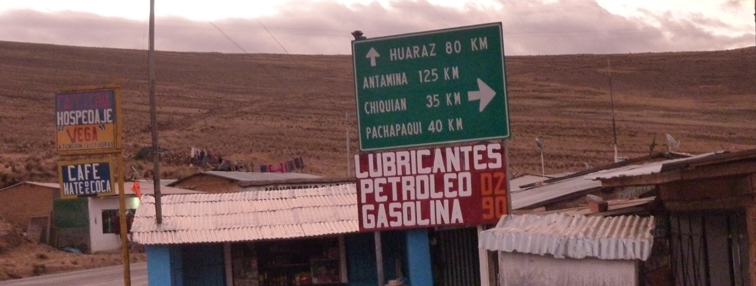 HOSPEDAJE
"VEGA"
CAFE
MATE DE COCA
HUARAZ 80 KM
ANTAMINA 125 KM
CHIQUIAN 35 KM
PACHAPAQUI 40 KM
LUBRICANTES
PETROLEO D2
GASOLINA 90